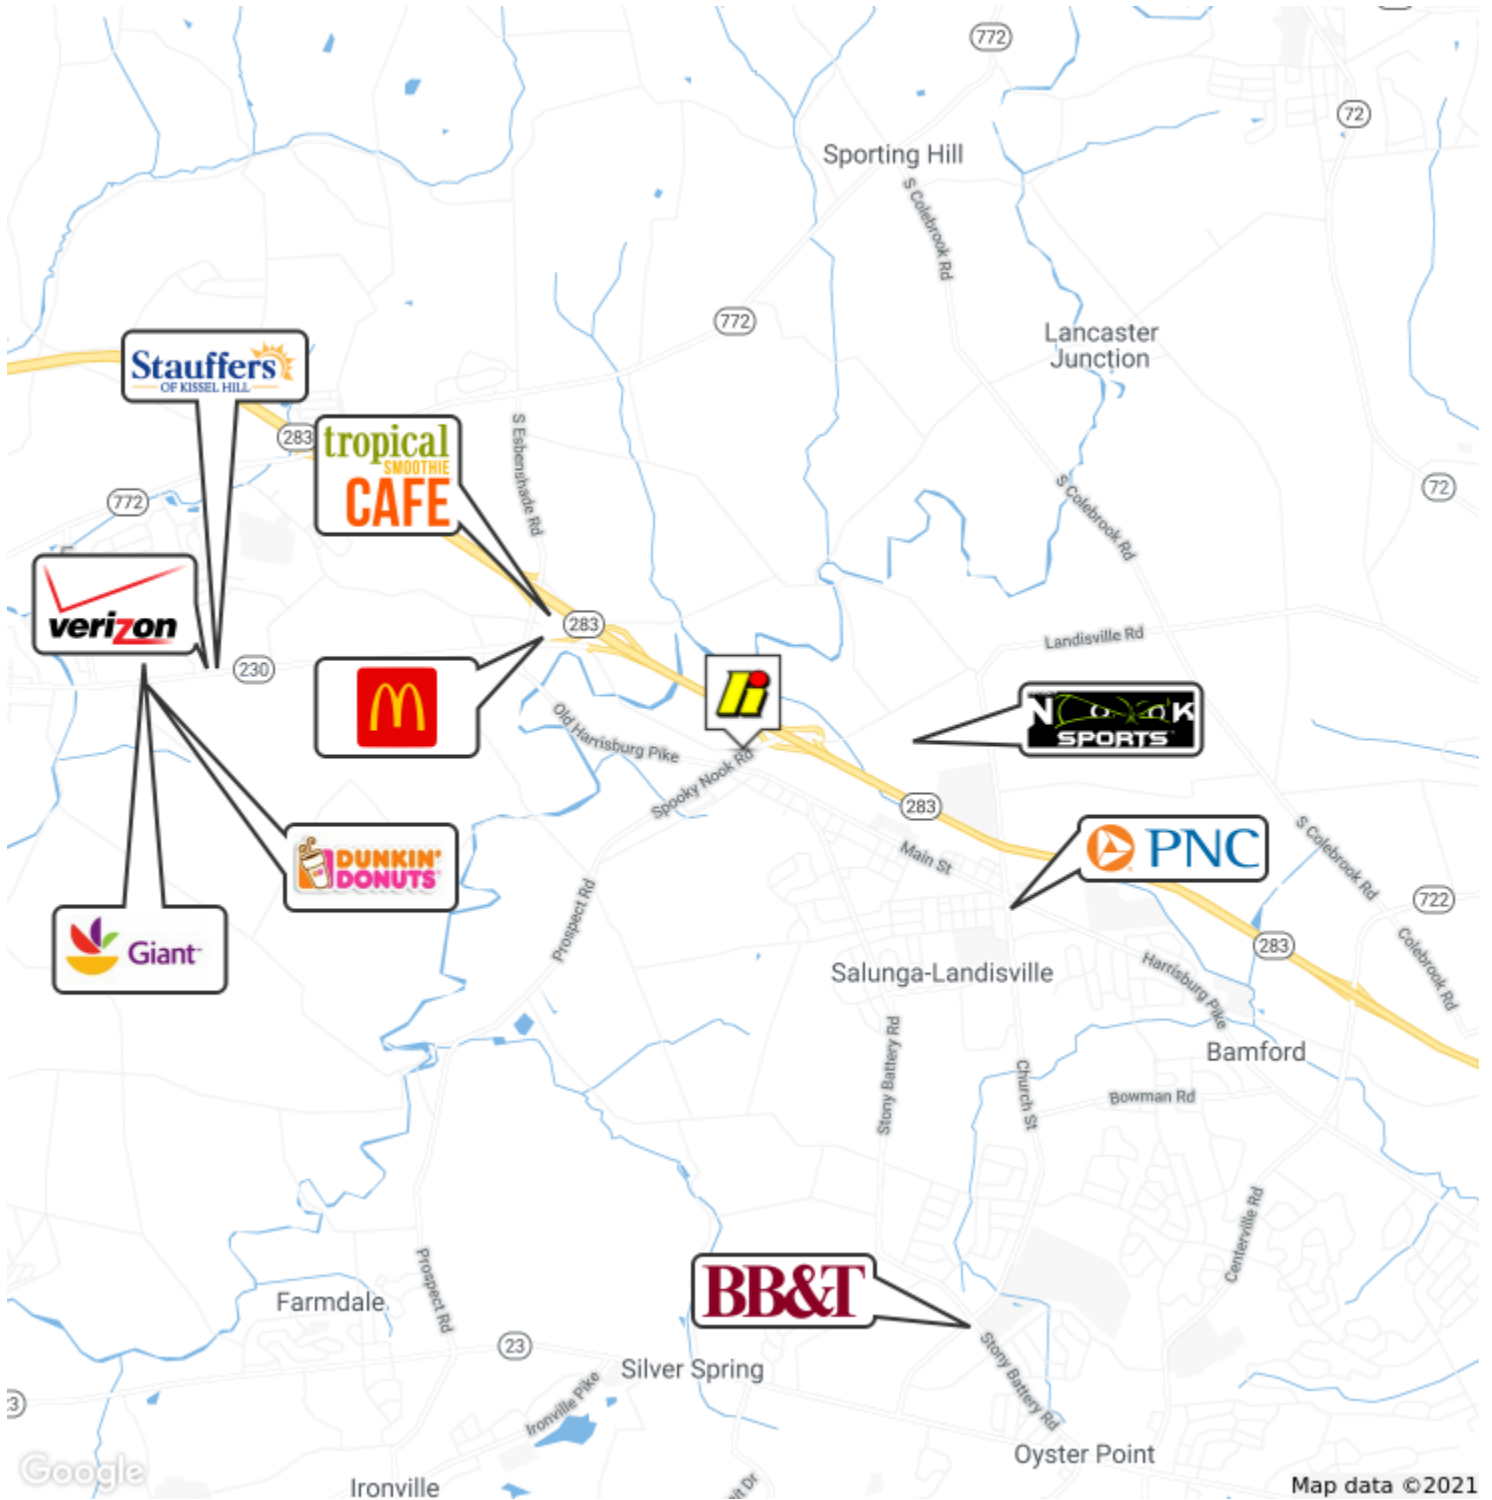 772
72
Sporting Hill
S Colebrook Rd
772
Lancaster
Junction
Stauffers
OF KISSEL HILL
283
tropical
SMOOTHIE
CAFE
S Esbenshade Rd
772
S Colebrook Rd
72
verizon
283
230
Landisville Rd
Old Harrisburg Pike
Spooky Nook Rd
N K
SPORTS
283
Main St
PNC
S Colebrook Rd
DUNKIN'
DONUTS
Giant
Prospect Rd
722
Colebrook Rd
283
Harrisburg Pike
Salunga-Landisville
Stony Battery Rd
Bamford
Church St
Bowman Rd
Centerville Rd
Prospect Rd
Farmdale
BB&T
23
Silver Spring
Stony Battery Rd
Ironville Pike
Oyster Point
Google
Ironville
Map data ©2021